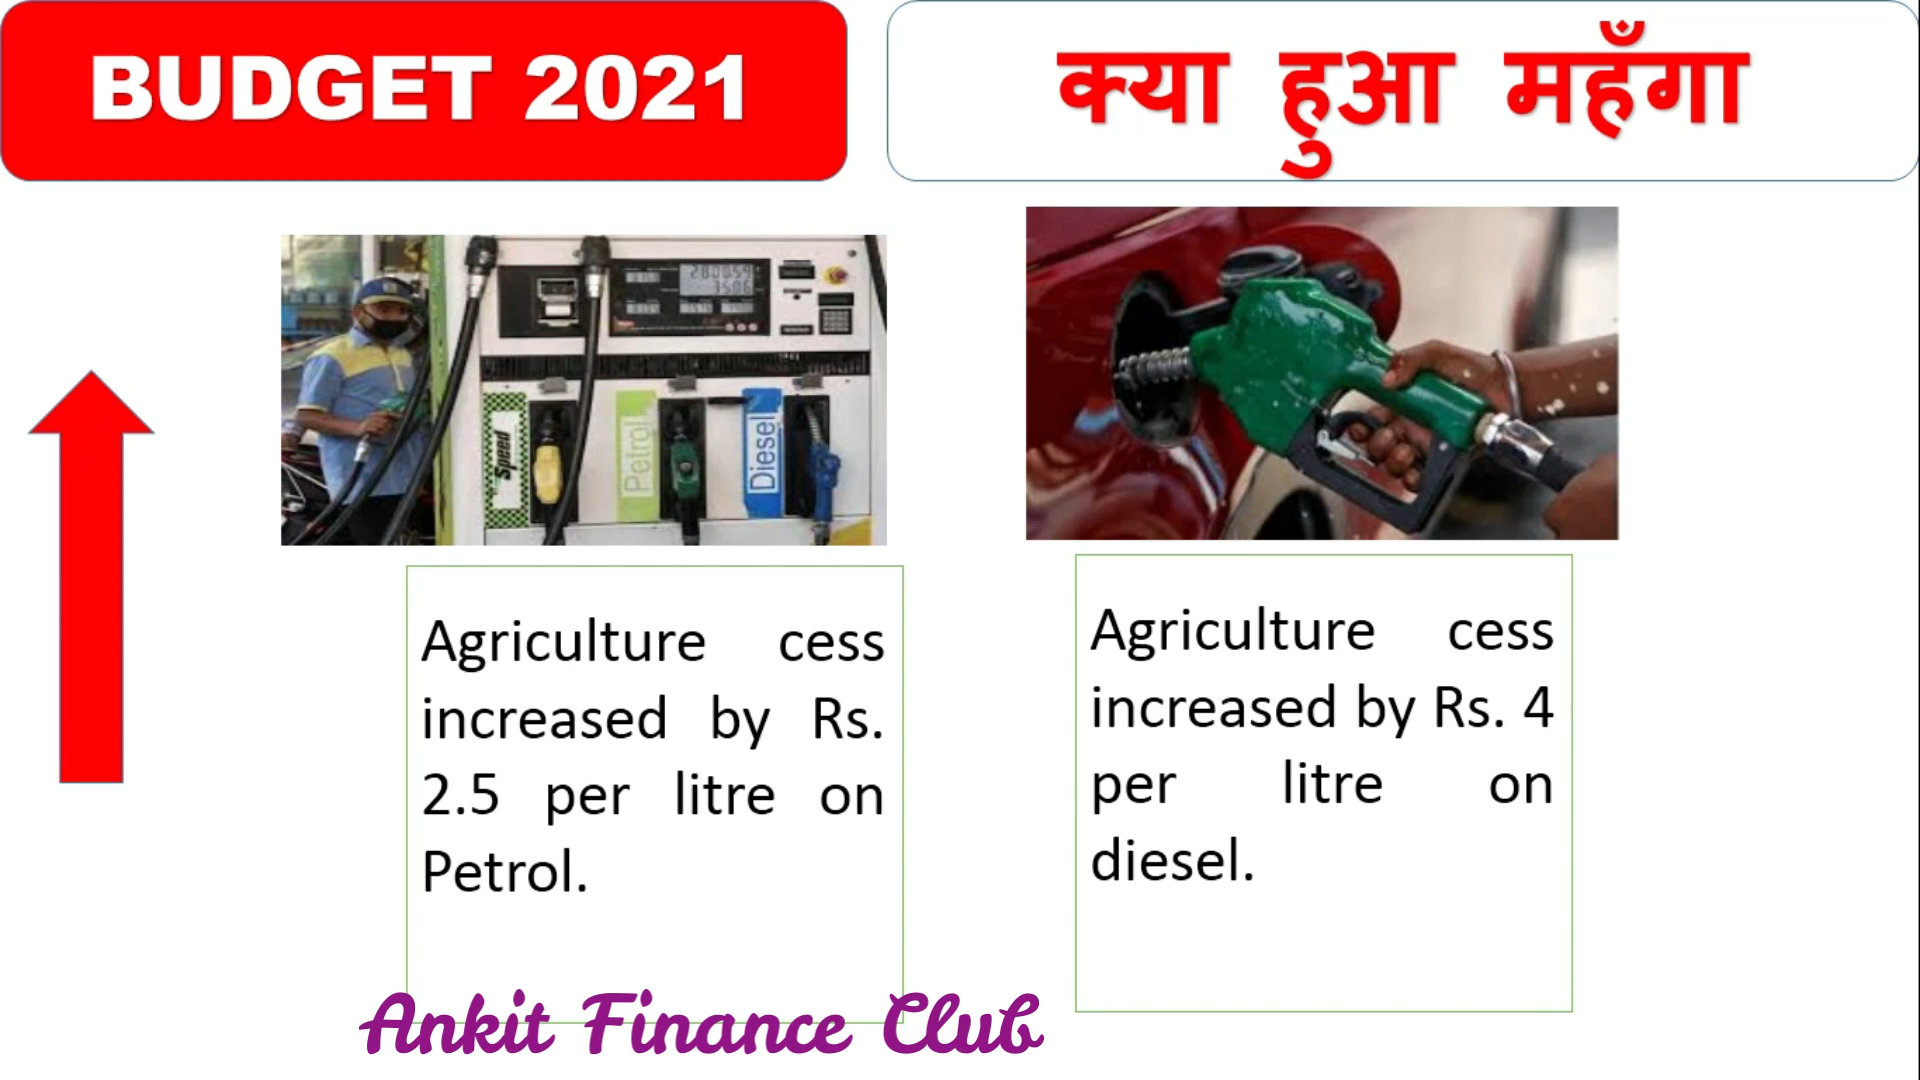 BUDGET 2021
क्या हुआ महँगा
Speed
Petrol
Diesel
Agriculture cess
increased by Rs.
2.5 per litre on
Petrol.
Agriculture cess
increased by Rs. 4
per litre on
diesel.
Ankit Finance Club